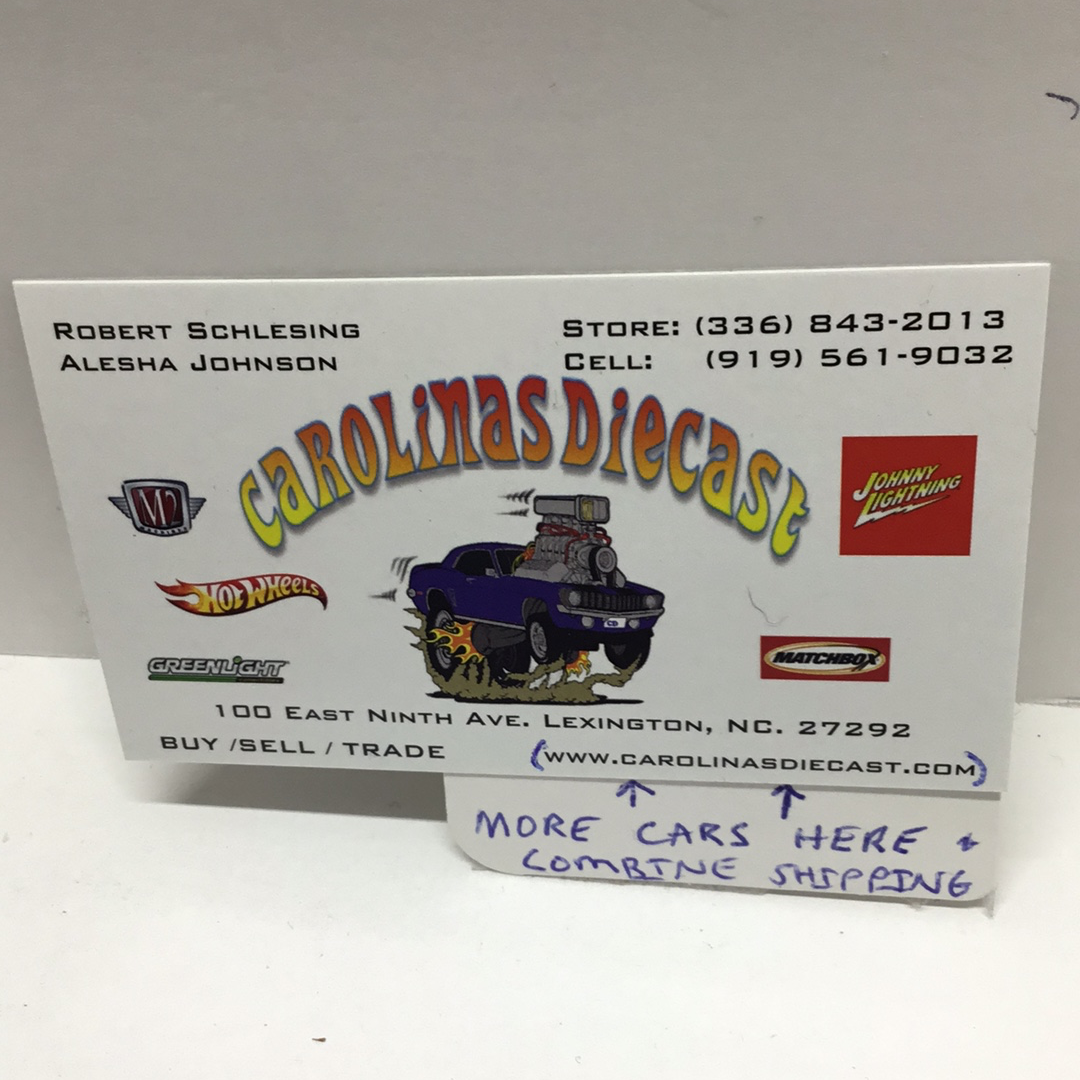 ROBERT SCHLESING
ALESHA JOHNSON
STORE: (336) 843-2013
CELL: (919) 561-9032
CAROLiNAS DiECAST
M2
JOHNNY
LIGHTNING
HOT WHEELS
GREENLiGHT
CD
MATCHBOX
100 EAST NINTH AVE. LEXINGTON, NC. 27292
BUY /SELL / TRADE
(WWW.CAROLINASDIECAST.COM)
MORE CARS HERE +
COMBINE SHIPPING